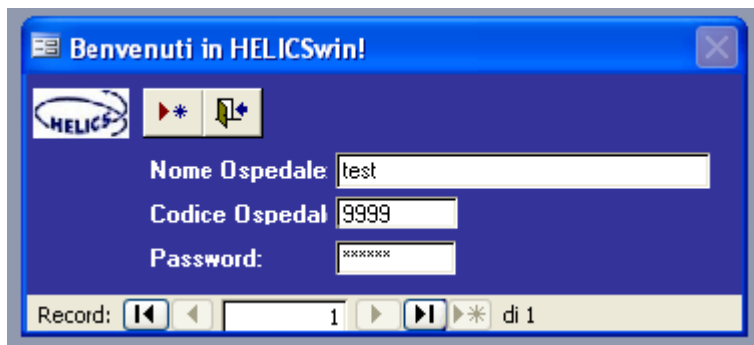 Benvenuti in HELICSwin!
HELICS
Nome Ospedale: test
Codice Ospedal 9999
Password: ******
Record: 1 di 1